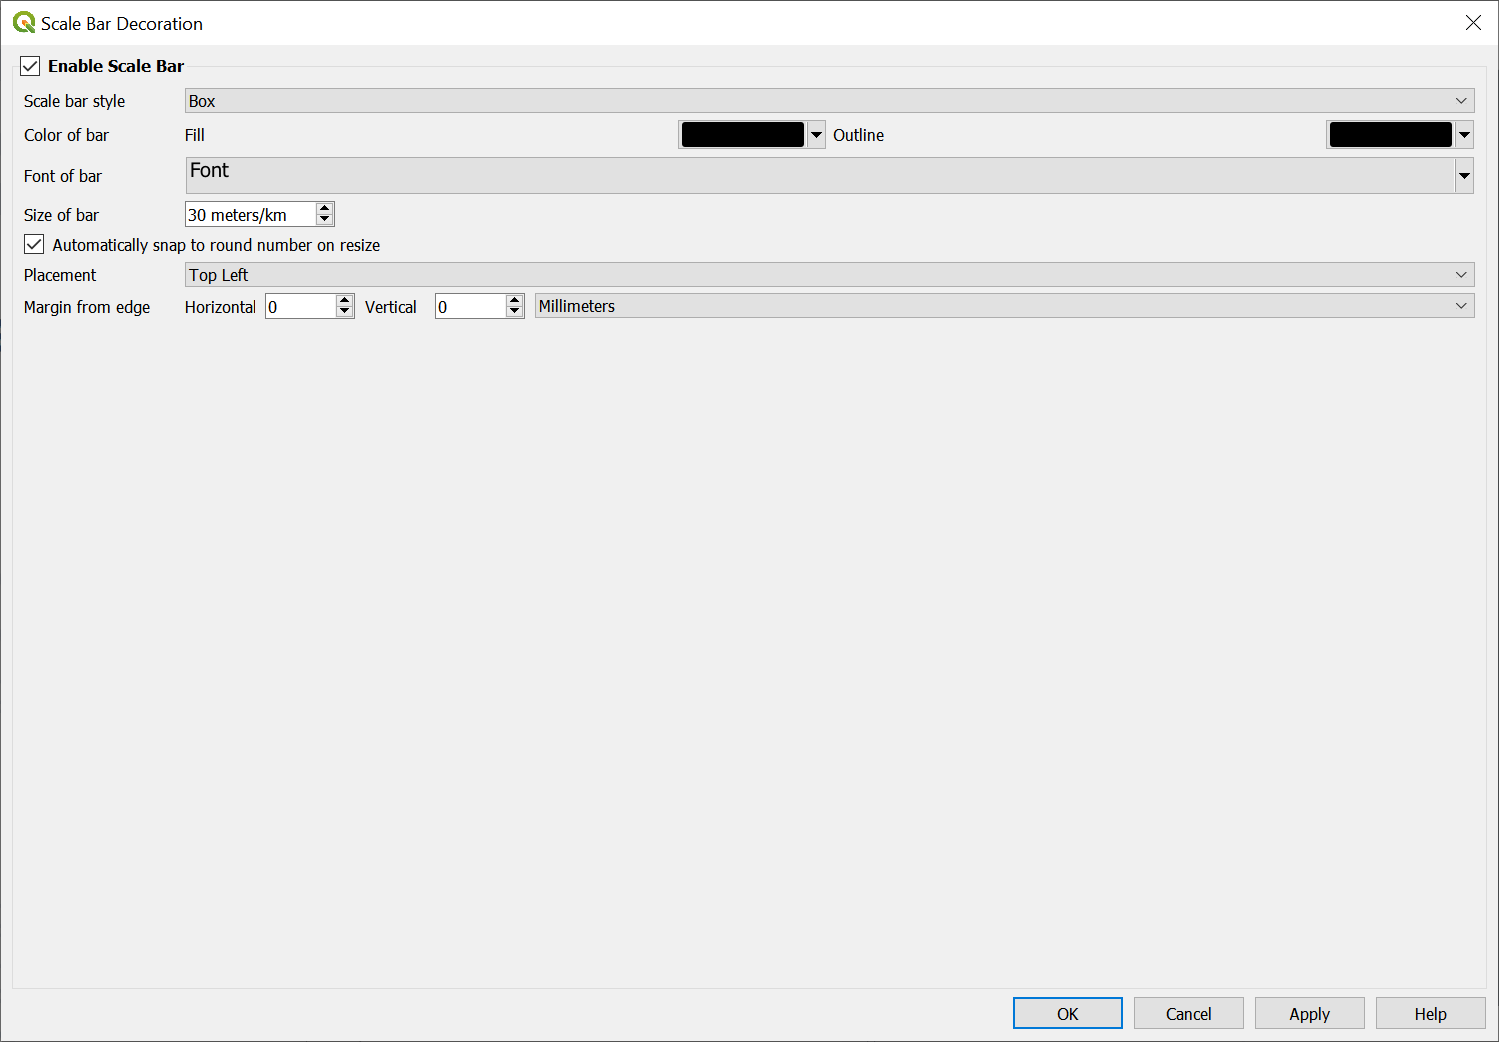 Scale Bar Decoration
Enable Scale Bar
Scale bar style Box
Color of bar Fill Outline
Font of bar Font
Size of bar 30 meters/km
Automatically snap to round number on resize
Placement Top Left
Margin from edge Horizontal 0 Vertical 0 Millimeters
OK Cancel Apply Help